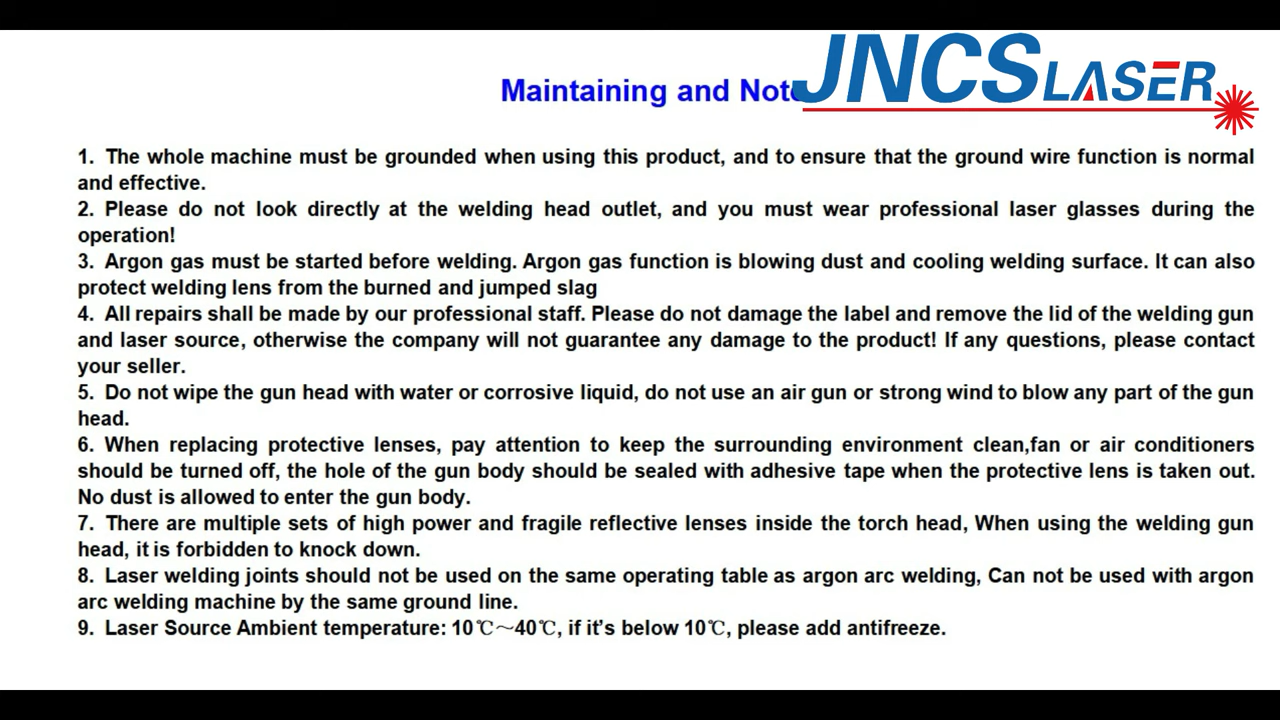 JNCS LASER
Maintaining and Note
1. The whole machine must be grounded when using this product, and to ensure that the ground wire function is normal
and effective.
2. Please do not look directly at the welding head outlet, and you must wear professional laser glasses during the
operation!
3. Argon gas must be started before welding. Argon gas function is blowing dust and cooling welding surface. It can also
protect welding lens from the burned and jumped slag
4. All repairs shall be made by our professional staff. Please do not damage the label and remove the lid of the welding gun
and laser source, otherwise the company will not guarantee any damage to the product! If any questions, please contact
your seller.
5. Do not wipe the gun head with water or corrosive liquid, do not use an air gun or strong wind to blow any part of the gun
head.
6. When replacing protective lenses, pay attention to keep the surrounding environment clean,fan or air conditioners
should be turned off, the hole of the gun body should be sealed with adhesive tape when the protective lens is taken out.
No dust is allowed to enter the gun body.
7. There are multiple sets of high power and fragile reflective lenses inside the torch head, When using the welding gun
head, it is forbidden to knock down.
8. Laser welding joints should not be used on the same operating table as argon arc welding, Can not be used with argon
arc welding machine by the same ground line.
9. Laser Source Ambient temperature: 10℃～40℃, if it’s below 10℃, please add antifreeze.